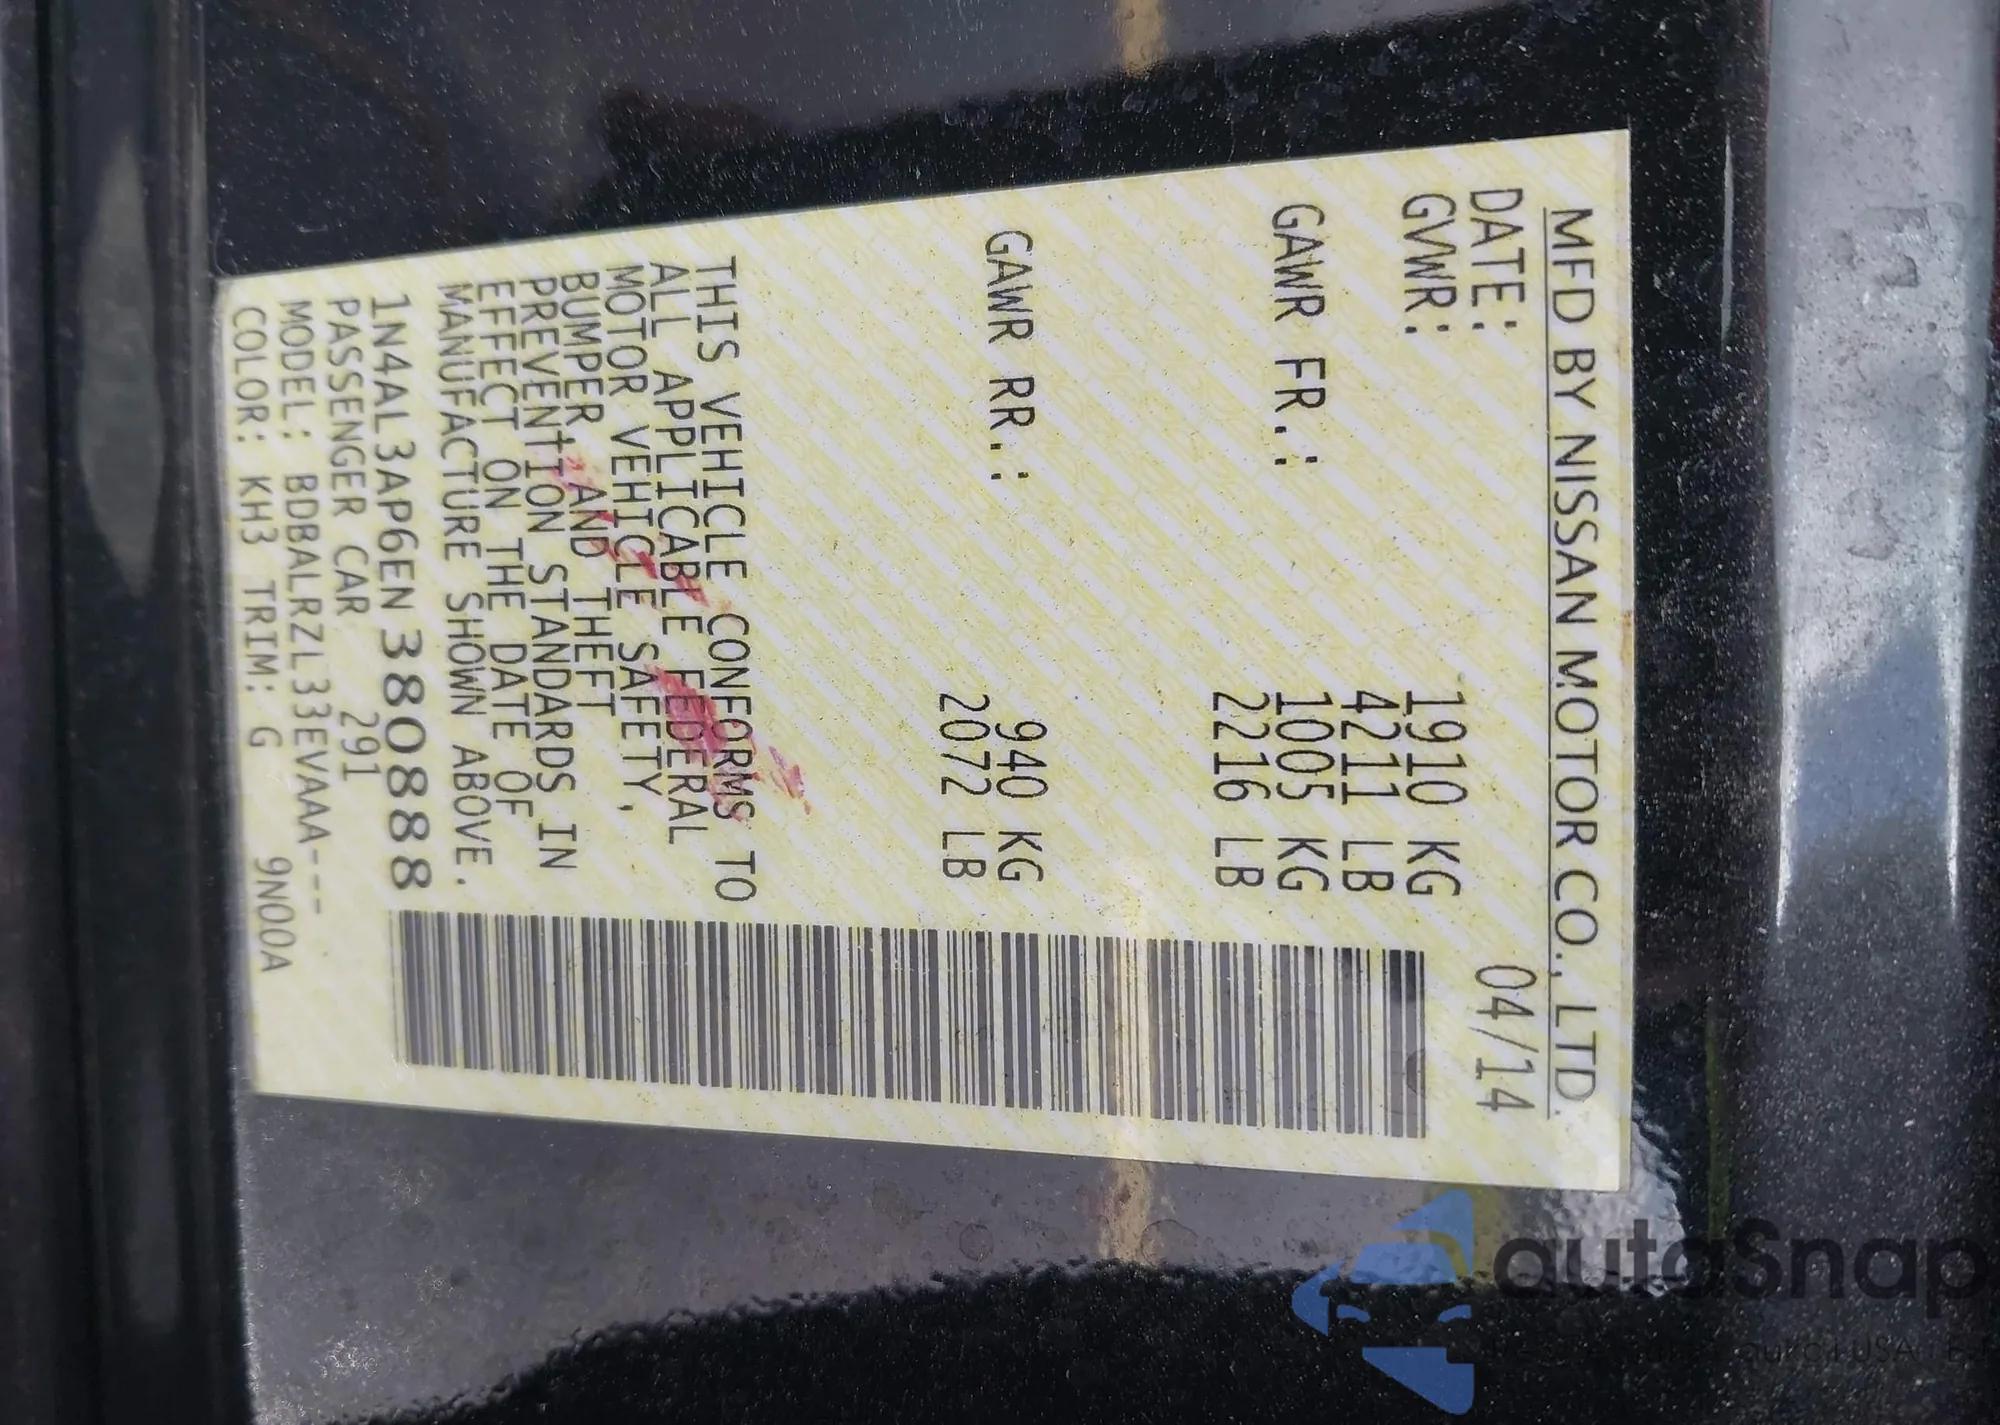 MFD BY NISSAN MOTOR CO., LTD.
DATE: 04/14
GVWR: 1910 KG
4211 LB
GAWR FR.: 1005 KG
2216 LB
GAWR RR.: 940 KG
2072 LB
THIS VEHICLE CONFORMS TO
ALL APPLICABLE FEDERAL
MOTOR VEHICLE SAFETY,
BUMPER, AND THEFT
PREVENTION STANDARDS IN
EFFECT ON THE DATE OF
MANUFACTURE SHOWN ABOVE.
1N4AL3AP6EN 380888
PASSENGER CAR 291
MODEL: BDBALRZL33EVAAA---
COLOR: KH3 TRIM: G 9N00A
autoSnap